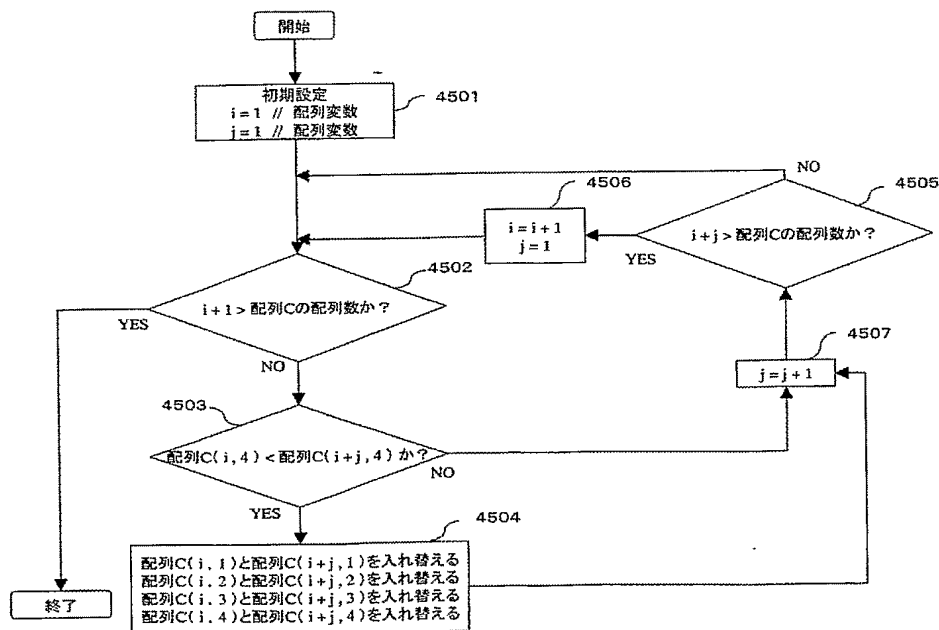 開始
初期設定
i=1 // 配列変数
j=1 // 配列変数
4501
NO
4505
4506
i=i+1
j=1
i+j>配列Cの配列数か？
YES
4502
i+1>配列Cの配列数か？
YES
NO
4507
j=j+1
4503
配列C(i,4)<配列C(i+j,4)か？
NO
YES
4504
配列C(i,1)と配列C(i+j,1)を入れ替える
配列C(i.2)と配列C(i+j,2)を入れ替える
配列C(i.3)と配列C(i+j,3)を入れ替える
配列C(i.4)と配列C(i+j,4)を入れ替える
終了